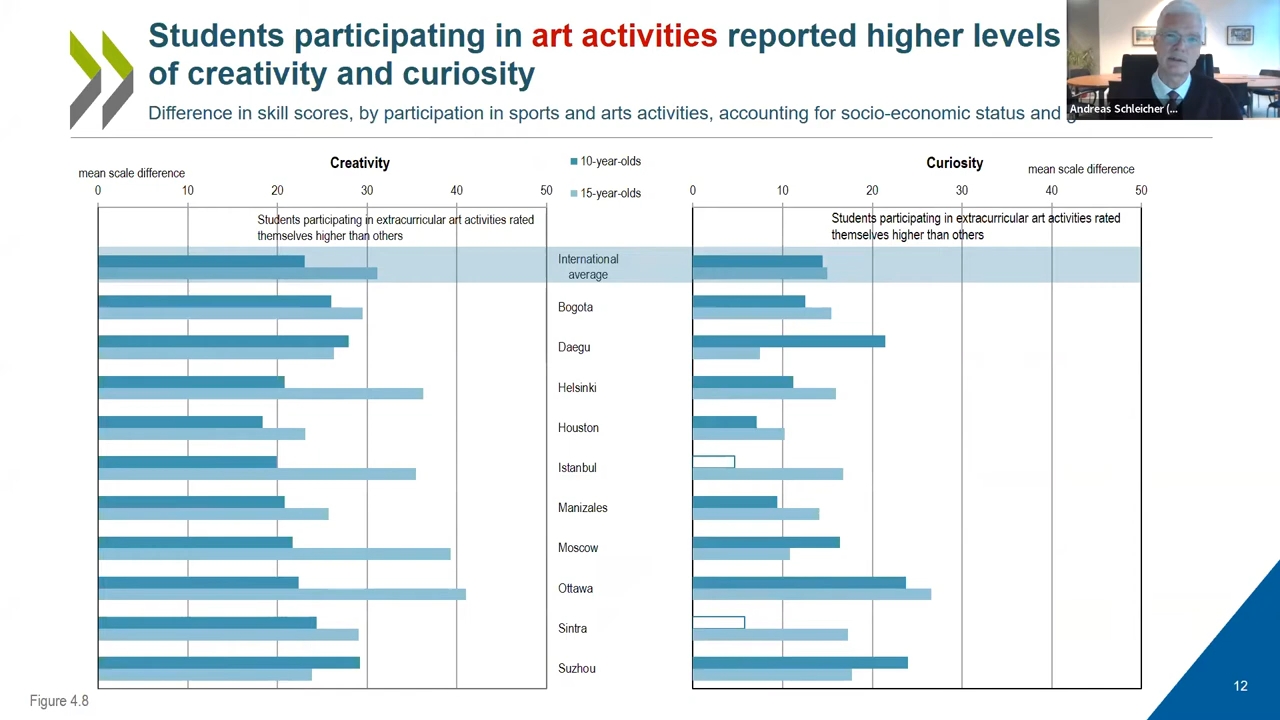 Students participating in art activities reported higher levels
of creativity and curiosity
Difference in skill scores, by participation in sports and arts activities, accounting for socio-economic status and
Andreas Schleicher (...
Creativity
mean scale difference
0 10 20 30 40 50
10-year-olds
15-year-olds
Curiosity
mean scale difference
0 10 20 30 40 50
Students participating in extracurricular art activities rated
themselves higher than others
Students participating in extracurricular art activities rated
themselves higher than others
International
average
Bogota
Daegu
Helsinki
Houston
Istanbul
Manizales
Moscow
Ottawa
Sintra
Suzhou
Figure 4.8
12